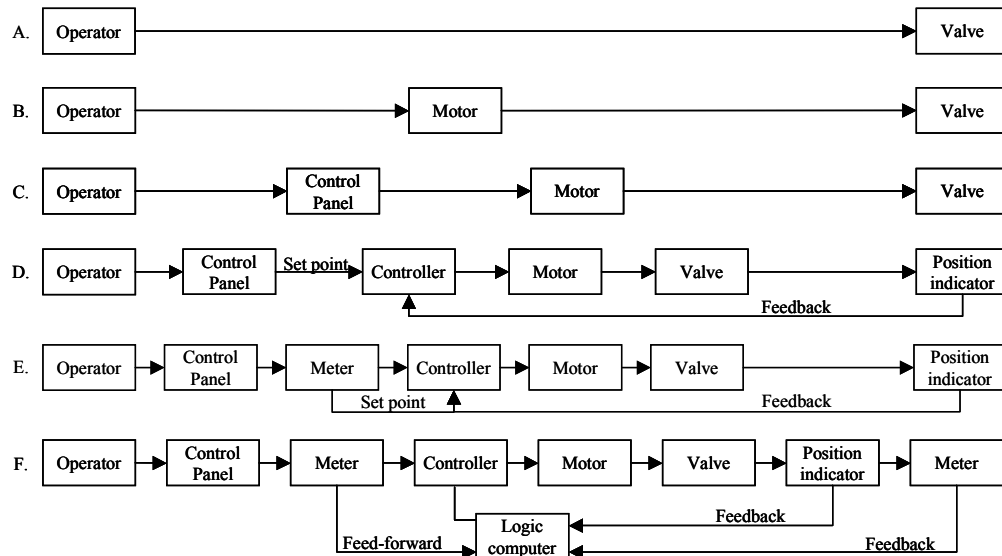 A. Operator Valve
B. Operator Motor Valve
C. Operator Control Panel Motor Valve
D. Operator Control Panel Set point Controller Motor Valve Position indicator
Feedback
E. Operator Control Panel Meter Controller Motor Valve Position indicator
Set point Feedback
F. Operator Control Panel Meter Controller Motor Valve Position indicator Meter
Feed-forward Logic computer Feedback Feedback